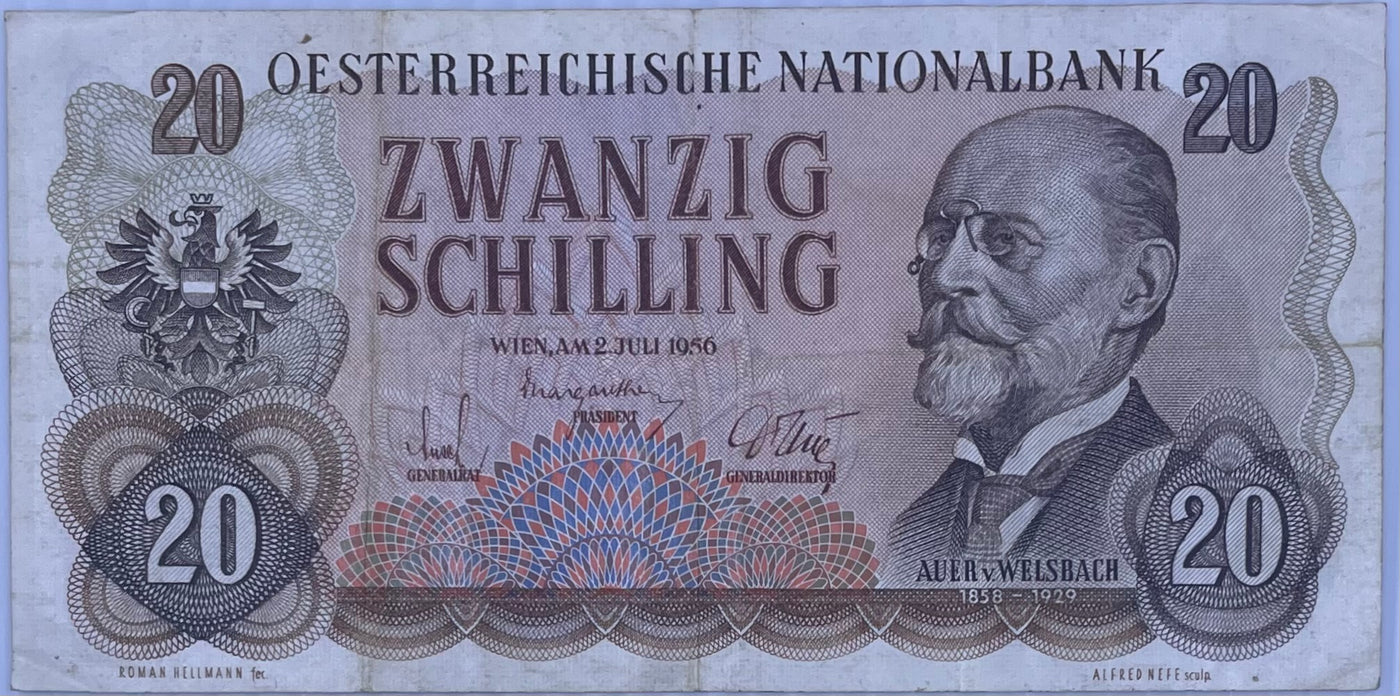 20 OESTERREICHISCHE NATIONALBANK 20
ZWANZIG
SCHILLING
WIEN, AM 2. JULI 1956
PRÄSIDENT
GENERALRAT
GENERALDIREKTOR
20
AUER v. WELSBACH
1858 – 1929
20
ROMAN HELLMANN fec.
ALFRED NEFE sculp.